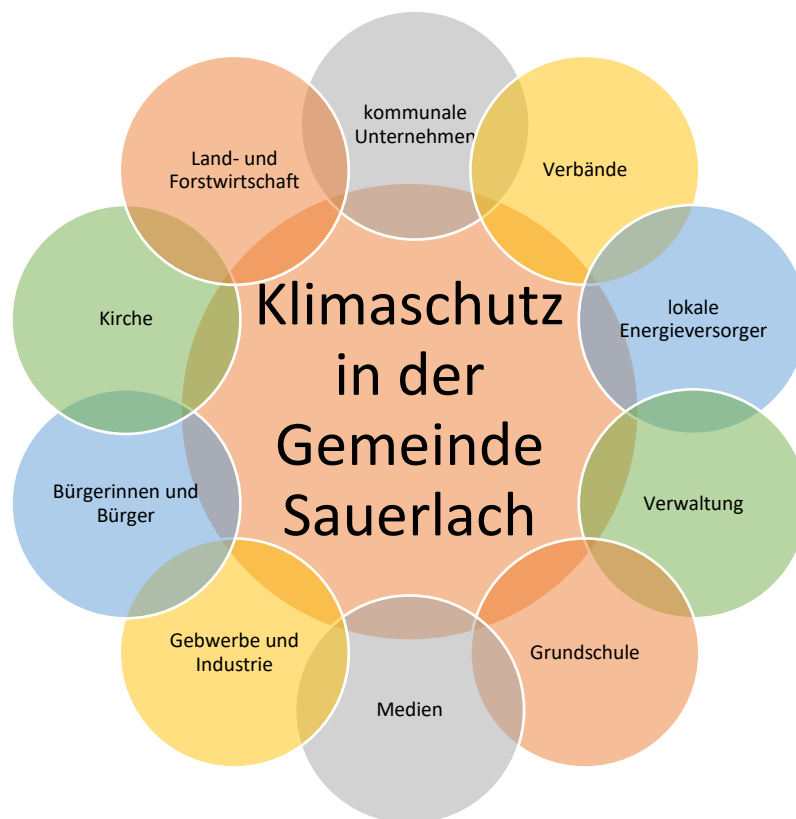 kommunale
Unternehmen
Verbände
Land- und
Forstwirtschaft
lokale
Energieversorger
Kirche
Klimaschutz
in der
Gemeinde
Sauerlach
Verwaltung
Bürgerinnen und
Bürger
Grundschule
Gebwerbe und
Industrie
Medien